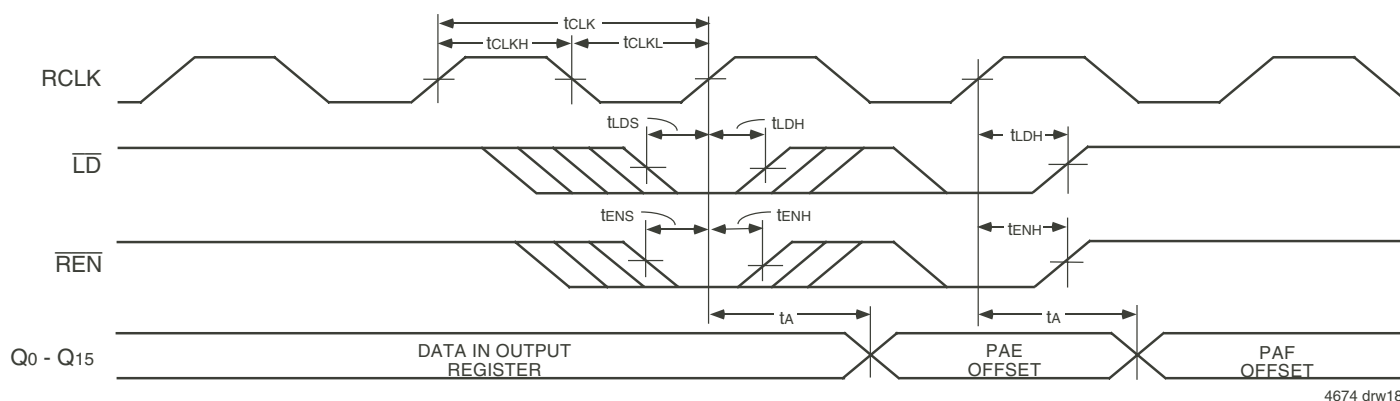 tCLK
tCLKH
tCLKL
RCLK
tLDS
tLDH
tLDH
LD
tENS
tENH
tENH
REN
tA
tA
Q0 - Q15
DATA IN OUTPUT
REGISTER
PAE
OFFSET
PAF
OFFSET
4674 drw18